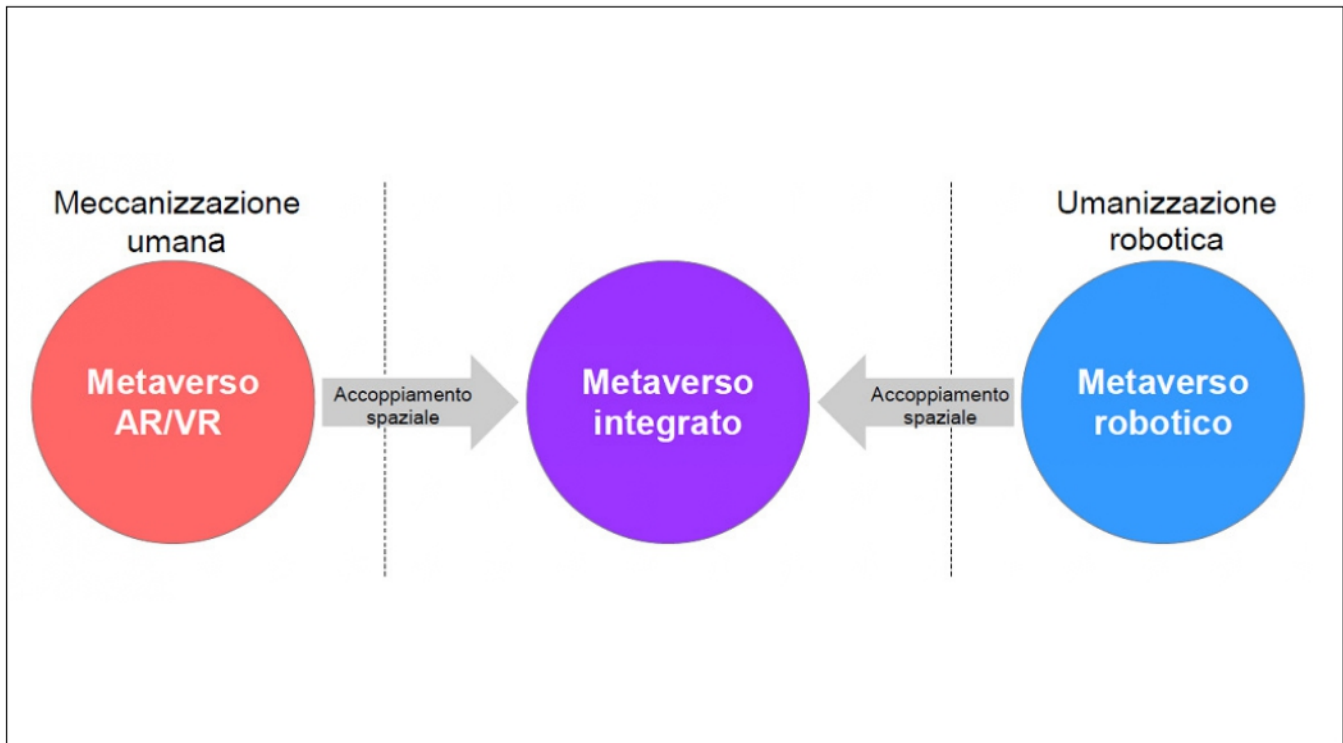 Meccanizzazione
umana
Metaverso
AR/VR
Accoppiamento
spaziale
Metaverso
integrato
Accoppiamento
spaziale
Umanizzazione
robotica
Metaverso
robotico